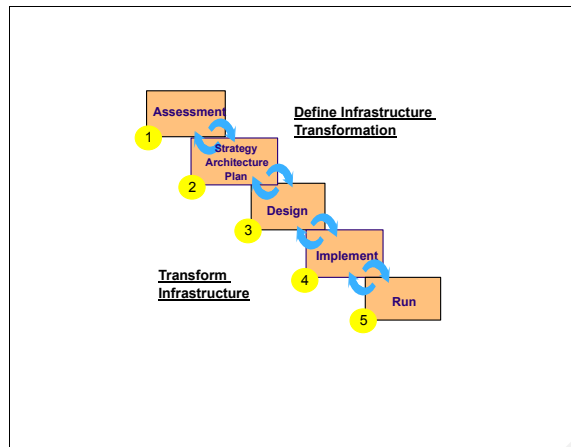 Assessment
1
Define Infrastructure
Transformation
Strategy
Architecture
Plan
2
Design
3
Implement
4
Transform
Infrastructure
Run
5